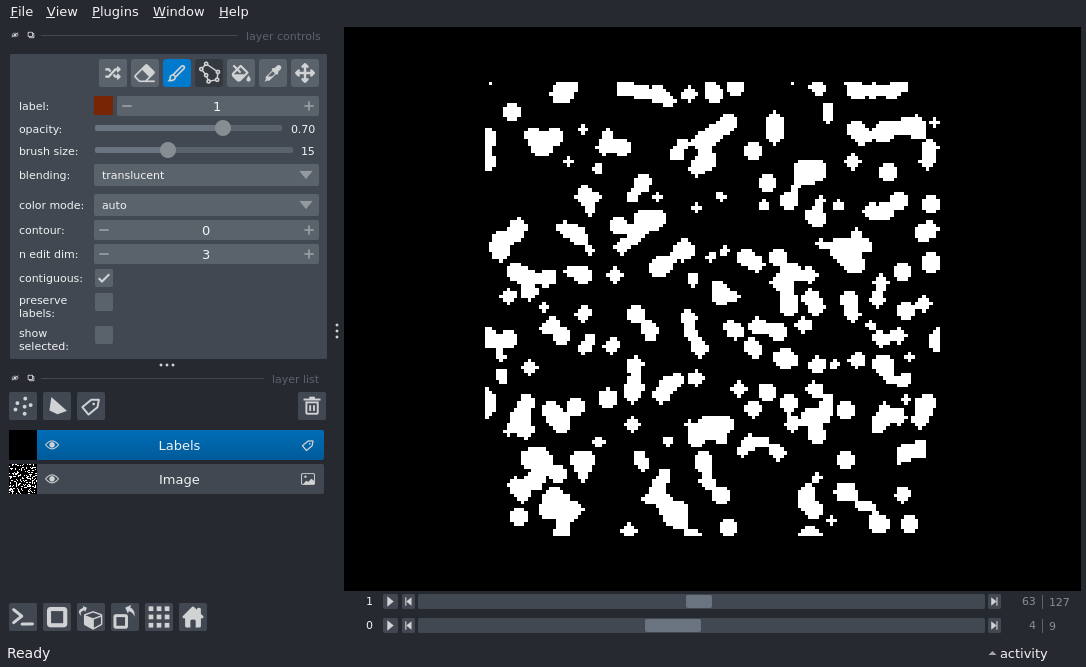 File View Plugins Window Help
layer controls
label: 1
opacity: 0.70
brush size: 15
blending: translucent
color mode: auto
contour: 0
n edit dim: 3
contiguous:
preserve
labels:
show
selected:
layer list
Labels
Image
1 63 127
0 4 9
Ready activity